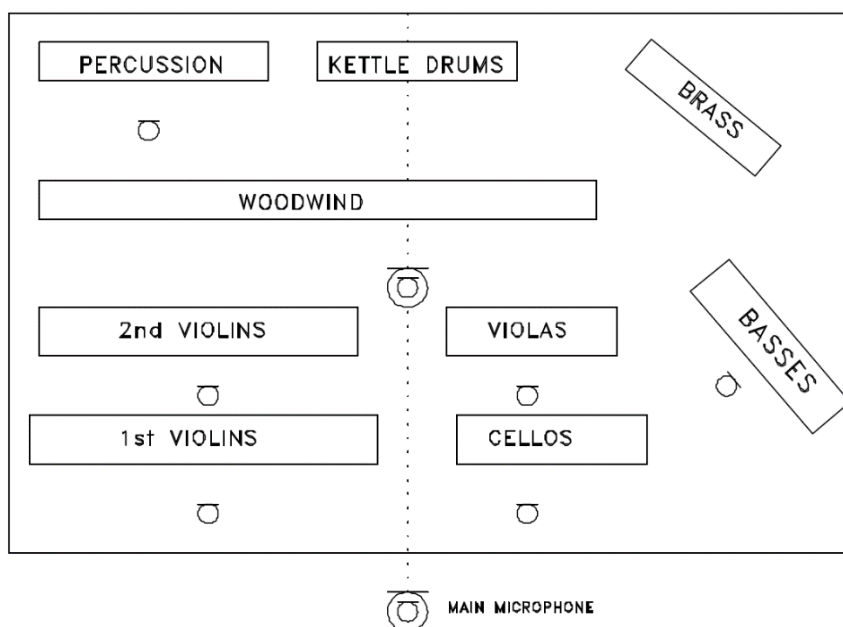 PERCUSSION
KETTLE DRUMS
BRASS
WOODWIND
2nd VIOLINS
VIOLAS
BASSES
1st VIOLINS
CELLOS
MAIN MICROPHONE